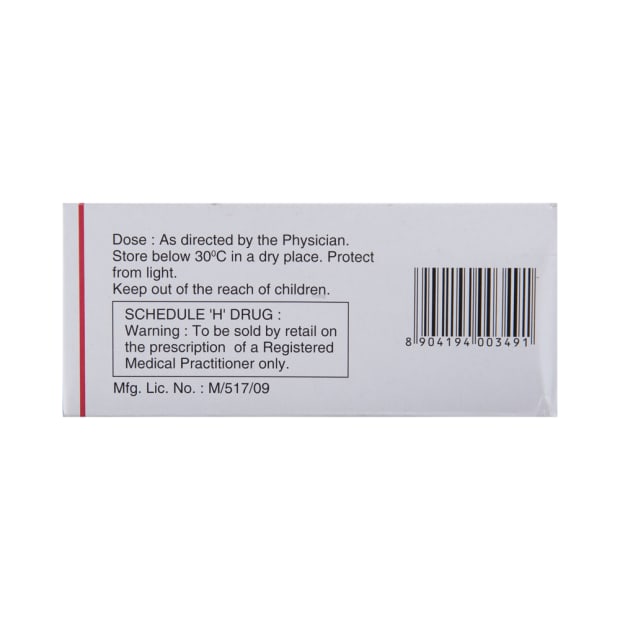 Dose : As directed by the Physician.
Store below 30⁰C in a dry place. Protect
from light.
Keep out of the reach of children.
SCHEDULE 'H' DRUG :
Warning : To be sold by retail on
the prescription of a Registered
Medical Practitioner only.
Mfg. Lic. No. : M/517/09
8 904194 003491